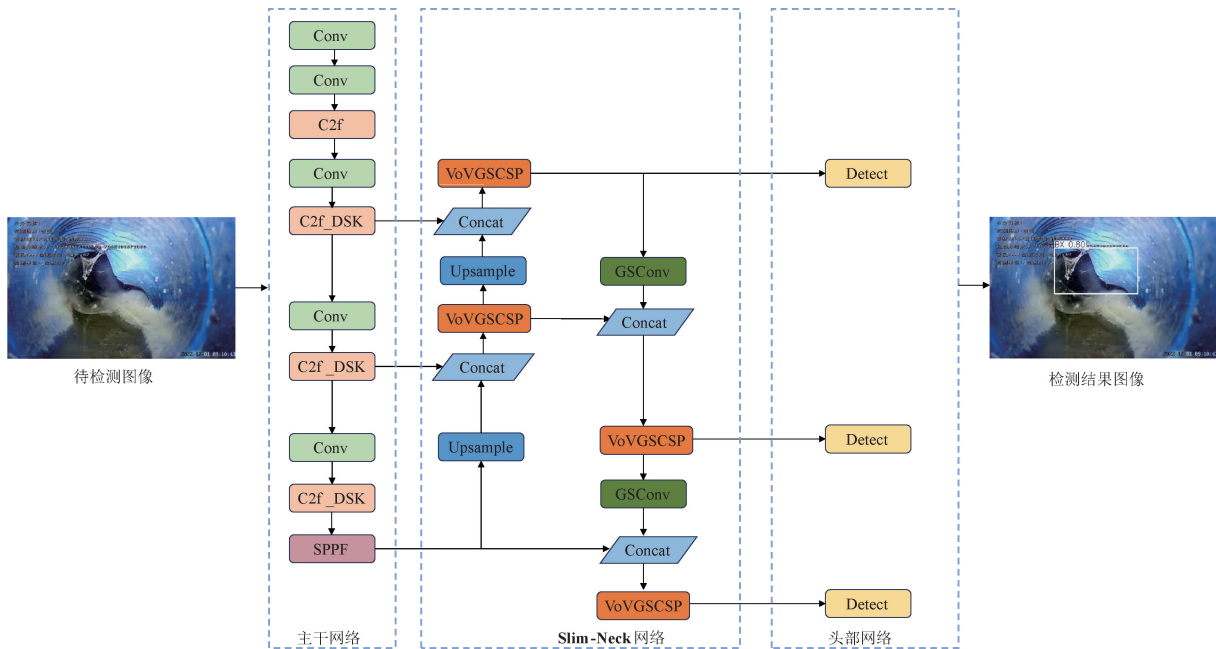 Conv
Conv
C2f
Conv
C2f_DSK
Conv
C2f_DSK
Conv
C2f_DSK
SPPF
主干网络
VoVGSCSP
Concat
Upsample
VoVGSCSP
Concat
Upsample
GSConv
Concat
VoVGSCSP
GSConv
Concat
VoVGSCSP
Slim-Neck网络
Detect
Detect
Detect
头部网络
待检测图像
检测结果图像